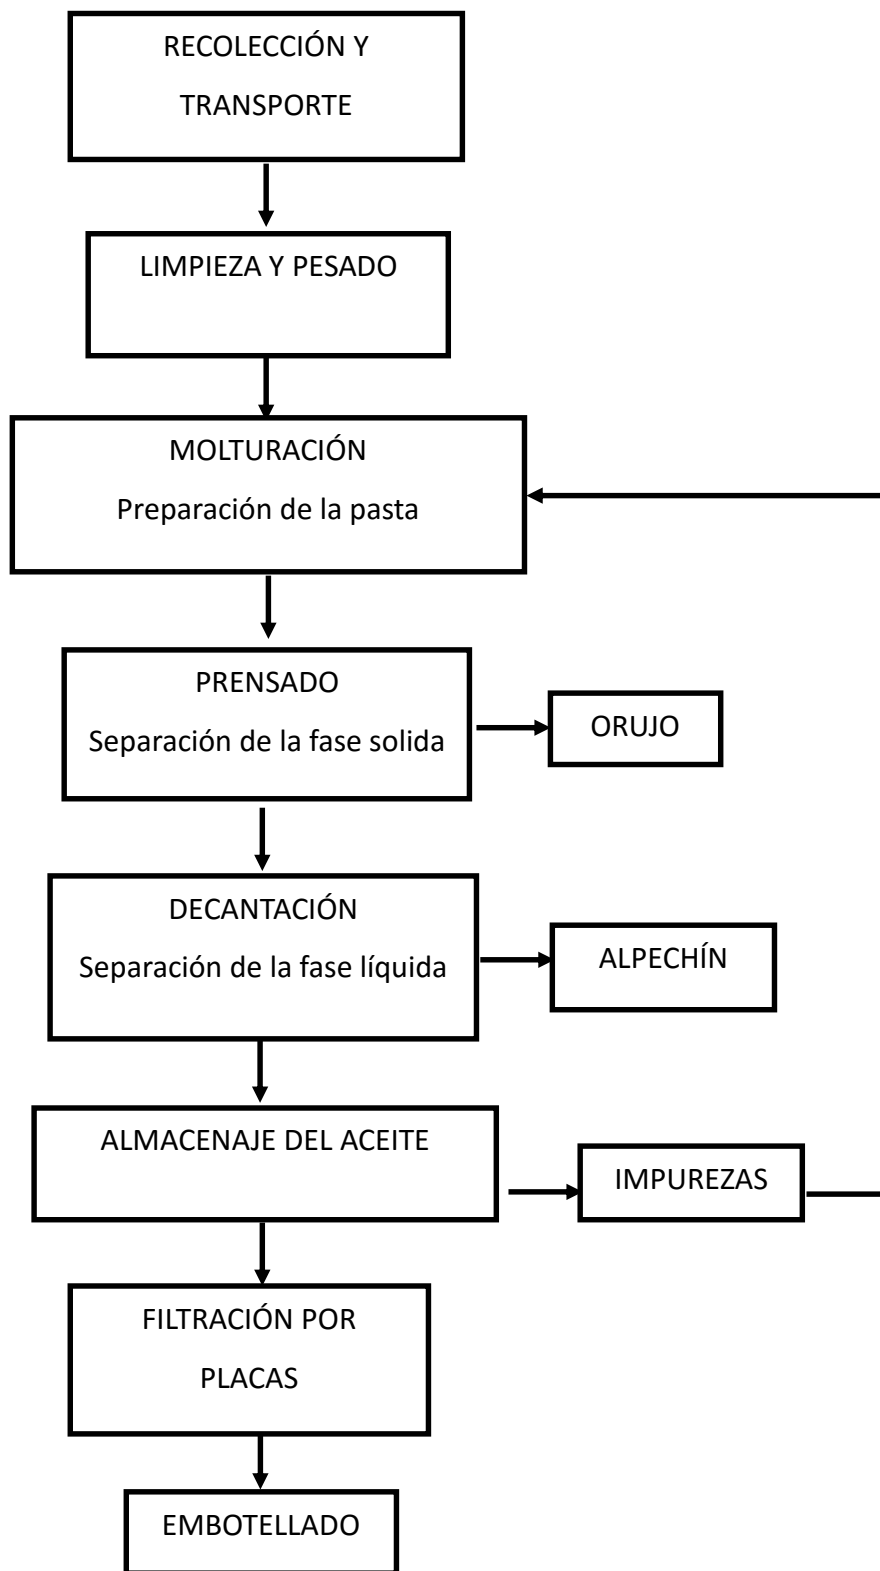 RECOLECCIÓN Y
TRANSPORTE
LIMPIEZA Y PESADO
MOLTURACIÓN
Preparación de la pasta
PRENSADO
Separación de la fase solida
ORUJO
DECANTACIÓN
Separación de la fase líquida
ALPECHÍN
ALMACENAJE DEL ACEITE
IMPUREZAS
FILTRACIÓN POR
PLACAS
EMBOTELLADO